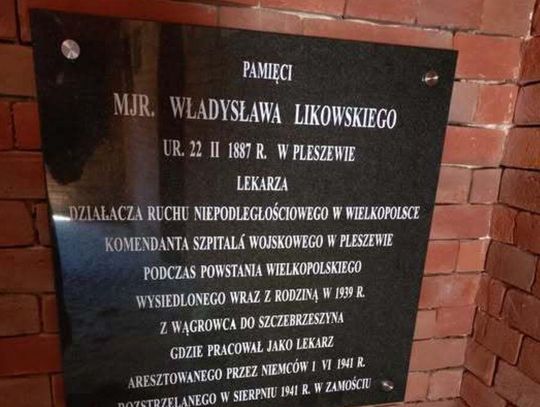 PAMIĘCI
MJR. WŁADYSŁAWA LIKOWSKIEGO
UR. 22 II 1887 R. W PLESZEWIE
LEKARZA
DZIAŁACZA RUCHU NIEPODLEGŁOŚCIOWEGO W WIELKOPOLSCE
KOMENDANTA SZPITALA WOJSKOWEGO W PLESZEWIE
PODCZAS POWSTANIA WIELKOPOLSKIEGO
WYSIEDLONEGO WRAZ Z RODZINĄ W 1939 R.
Z WĄGROWCA DO SZCZEBRZESZYNA
GDZIE PRACOWAŁ JAKO LEKARZ
ARESZTOWANEGO PRZEZ NIEMCÓW 1 VI 1941 R.
ROZSTRZELANEGO W SIERPNIU 1941 R. W ZAMOŚCIU